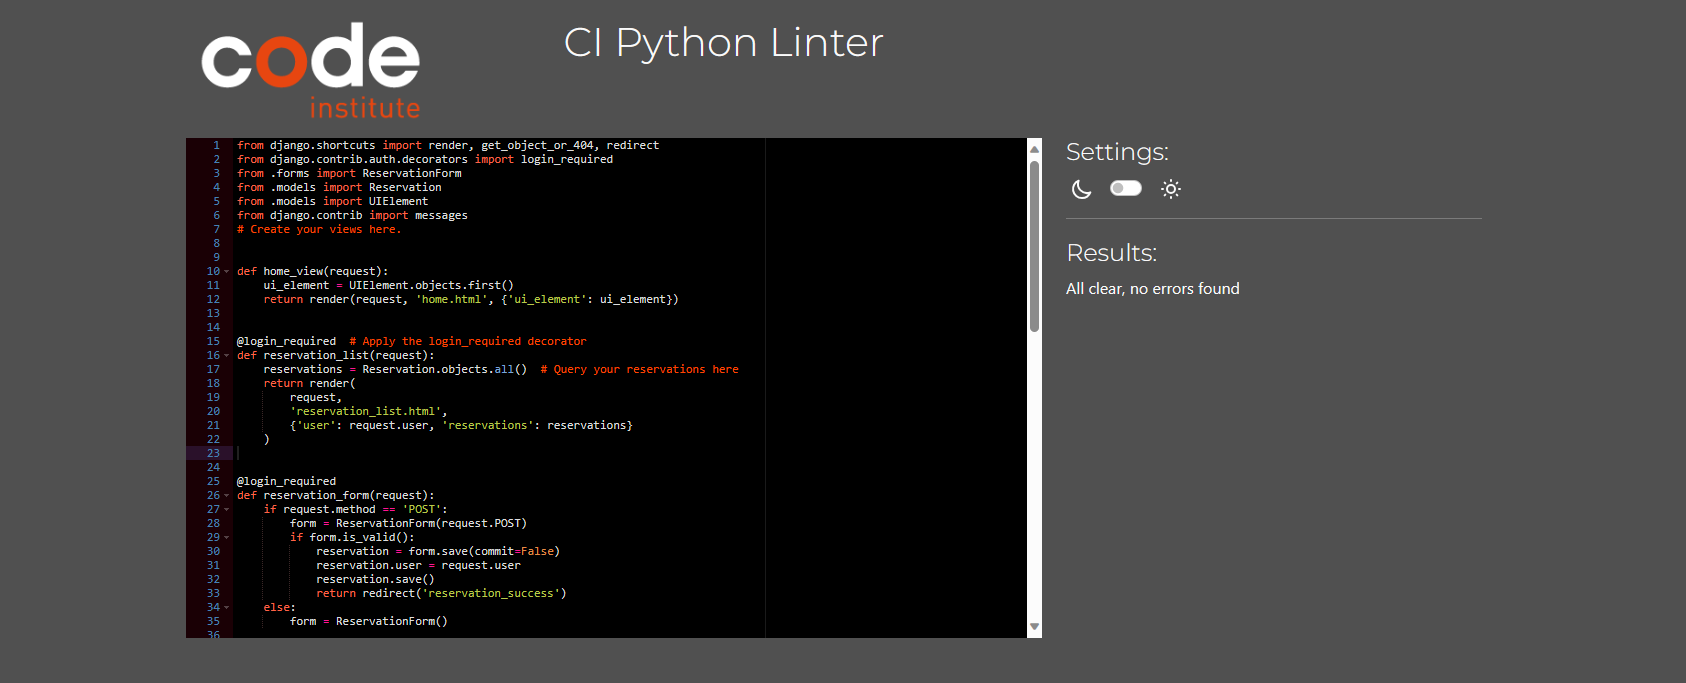 code
institute
CI Python Linter
1 from django.shortcuts import render, get_object_or_404, redirect
2 from django.contrib.auth.decorators import login_required
3 from .forms import ReservationForm
4 from .models import Reservation
5 from .models import UIElement
6 from django.contrib import messages
7 # Create your views here.
8
9
10 def home_view(request):
11     ui_element = UIElement.objects.first()
12     return render(request, 'home.html', {'ui_element': ui_element})
13
14
15 @login_required  # Apply the login_required decorator
16 def reservation_list(request):
17     reservations = Reservation.objects.all()  # Query your reservations here
18     return render(
19         request,
20         'reservation_list.html',
21         {'user': request.user, 'reservations': reservations}
22     )
23
24
25 @login_required
26 def reservation_form(request):
27     if request.method == 'POST':
28         form = ReservationForm(request.POST)
29         if form.is_valid():
30             reservation = form.save(commit=False)
31             reservation.user = request.user
32             reservation.save()
33             return redirect('reservation_success')
34     else:
35         form = ReservationForm()
36
Settings:
Results:
All clear, no errors found